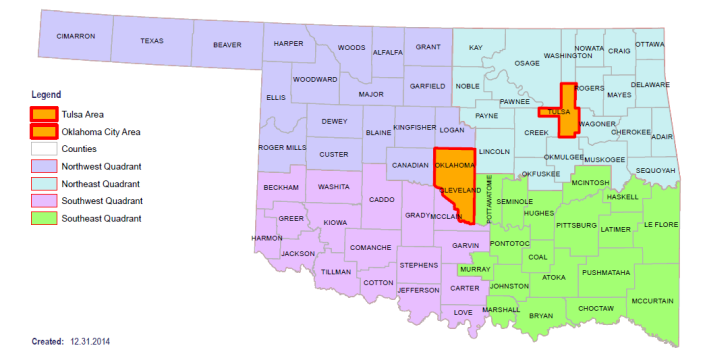 CIMARRON
TEXAS
BEAVER
HARPER
WOODS
ALFALFA
GRANT
KAY
OSAGE
WASHINGTON
NOWATA
CRAIG
OTTAWA
WOODWARD
ELLIS
MAJOR
GARFIELD
NOBLE
PAWNEE
TULSA
ROGERS
MAYES
DELAWARE
DEWEY
BLAINE
KINGFISHER
LOGAN
PAYNE
CREEK
WAGONER
CHEROKEE
ADAIR
ROGER MILLS
CUSTER
CANADIAN
OKLAHOMA
LINCOLN
OKMULGEE
MUSKOGEE
OKFUSKEE
SEQUOYAH
BECKHAM
WASHITA
CADDO
CLEVELAND
POTTAWATOMIE
SEMINOLE
MCINTOSH
HASKELL
GREER
KIOWA
GRADY
MCCLAIN
HUGHES
PITTSBURG
LATIMER
LE FLORE
HARMON
JACKSON
COMANCHE
GARVIN
PONTOTOC
COAL
TILLMAN
COTTON
STEPHENS
MURRAY
ATOKA
PUSHMATAHA
JEFFERSON
CARTER
JOHNSTON
LOVE
MARSHALL
BRYAN
CHOCTAW
MCCURTAIN
Legend
Tulsa Area
Oklahoma City Area
Counties
Northwest Quadrant
Northeast Quadrant
Southwest Quadrant
Southeast Quadrant
Created: 12.31.2014